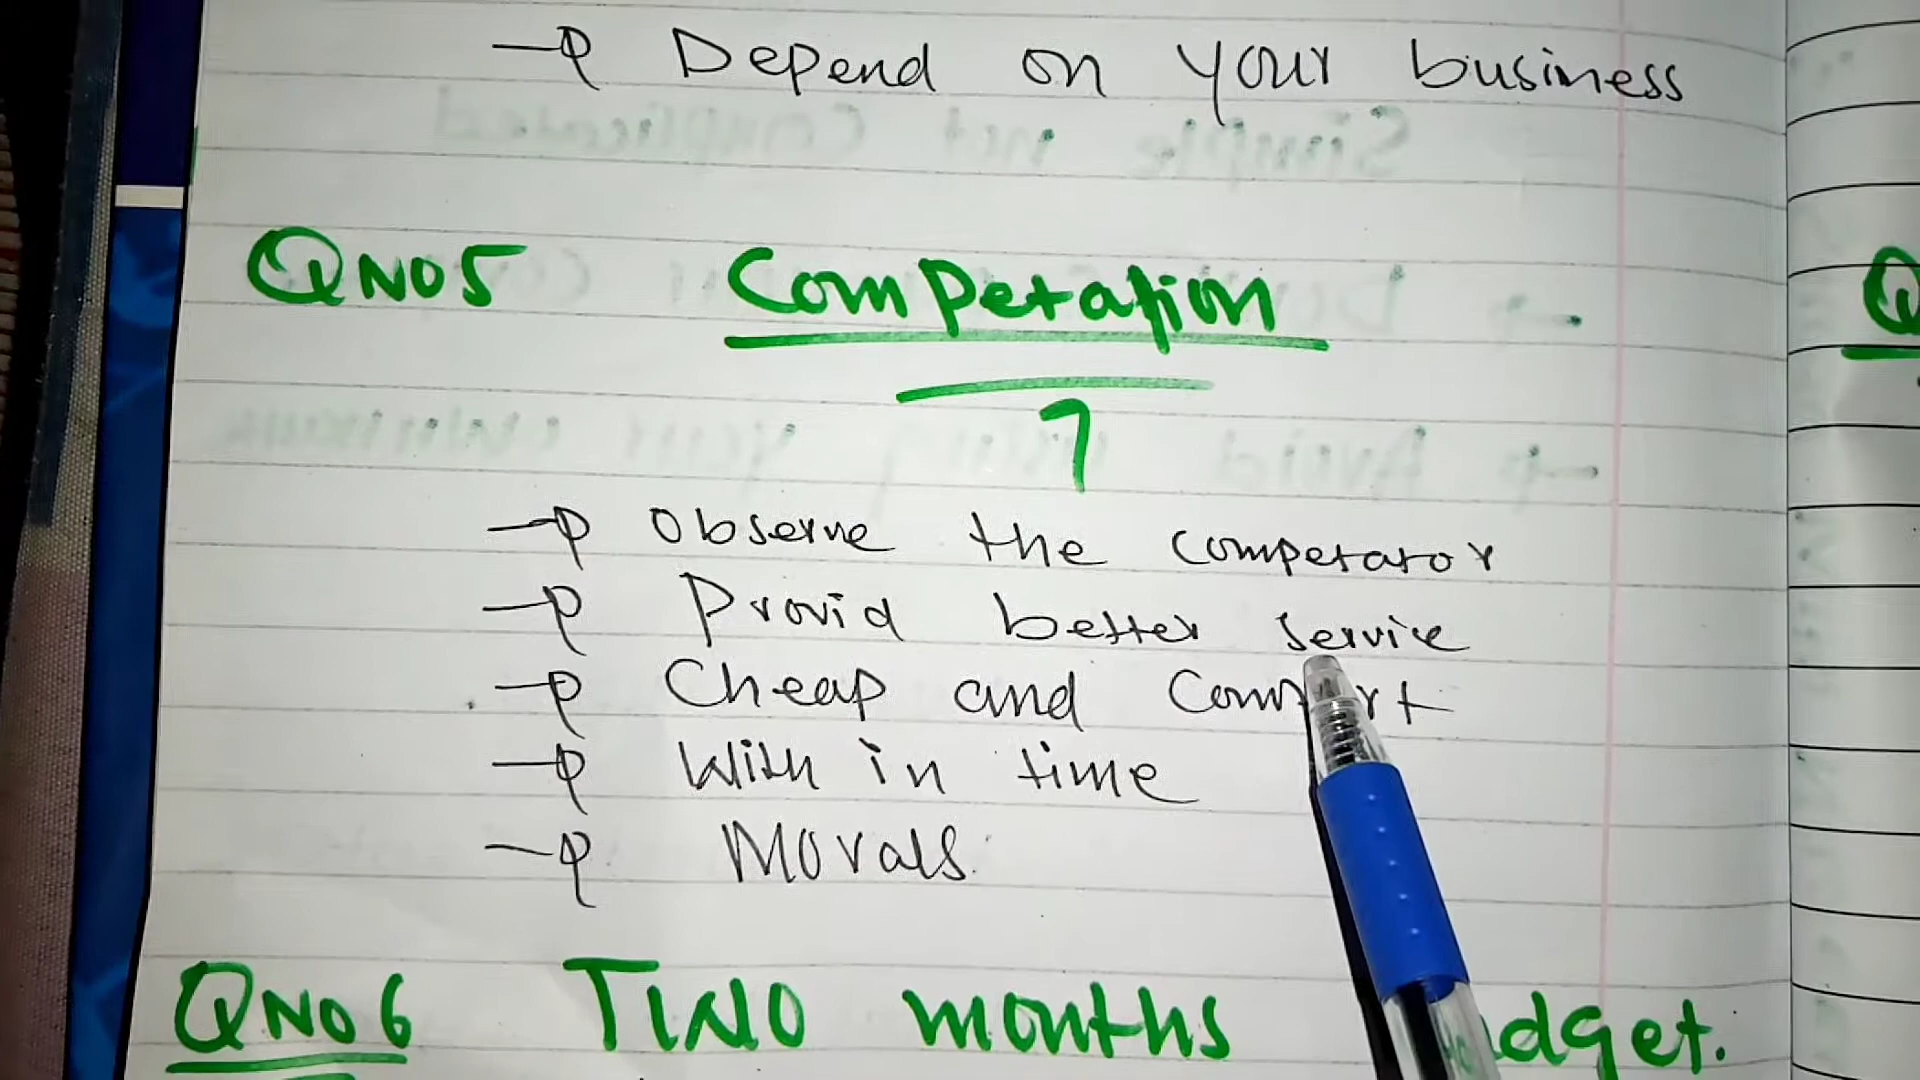 → Depend on your business
QNO5 Competation
→ Observe the competator
→ Provid better service
→ Cheap and
→ With in time
→ Morals
QNO6 Two months